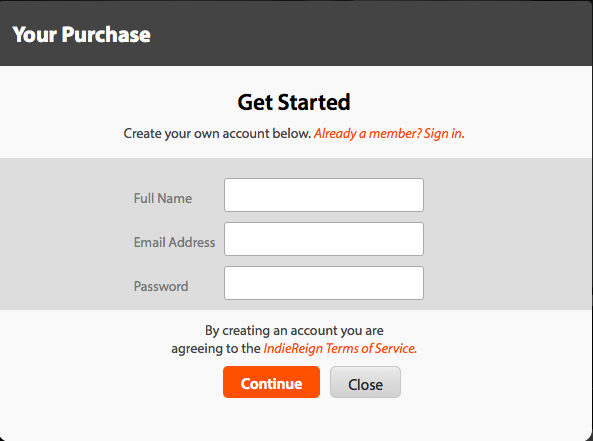 Your Purchase
Get Started
Create your own account below. Already a member? Sign in.
Full Name
Email Address
Password
By creating an account you are
agreeing to the IndieReign Terms of Service.
Continue
Close